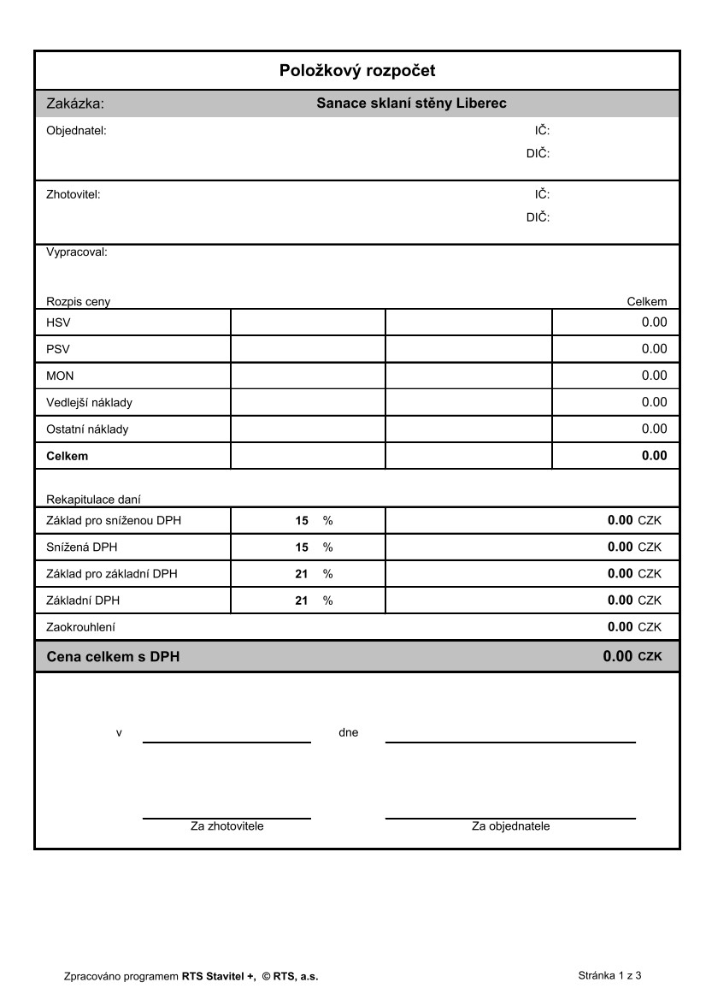 Položkový rozpočet
Zakázka: Sanace sklaní stěny Liberec
Objednatel: IČ:
DIČ:
Zhotovitel: IČ:
DIČ:
Vypracoval:
Rozpis ceny Celkem
HSV 0.00
PSV 0.00
MON 0.00
Vedlejší náklady 0.00
Ostatní náklady 0.00
Celkem 0.00
Rekapitulace daní
Základ pro sníženou DPH 15 % 0.00 CZK
Snížená DPH 15 % 0.00 CZK
Základ pro základní DPH 21 % 0.00 CZK
Základní DPH 21 % 0.00 CZK
Zaokrouhlení 0.00 CZK
Cena celkem s DPH 0.00 CZK
v dne
Za zhotovitele Za objednatele
Zpracováno programem RTS Stavitel +, © RTS, a.s. Stránka 1 z 3